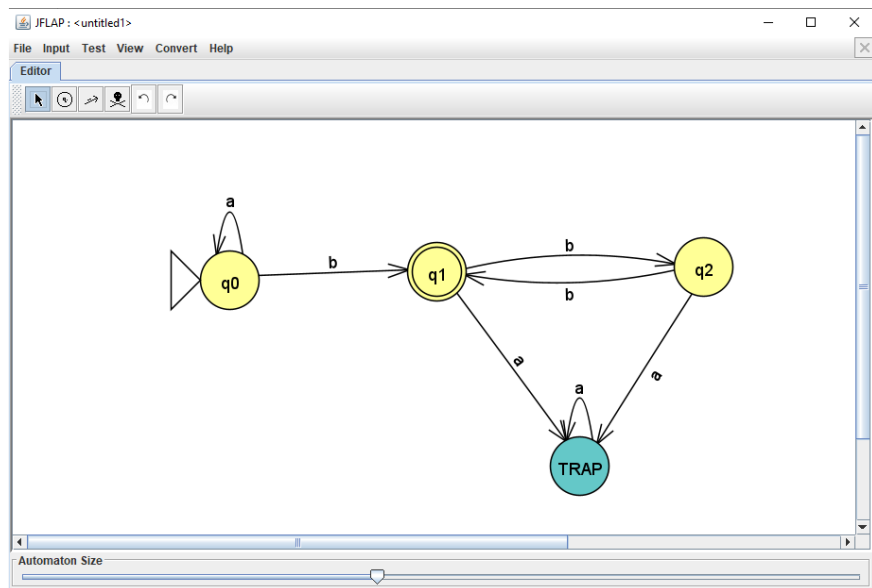 JFLAP : <untitled1>
File Input Test View Convert Help
Editor
a
b
b
q0
q1
q2
b
a
a
a
TRAP
Automaton Size